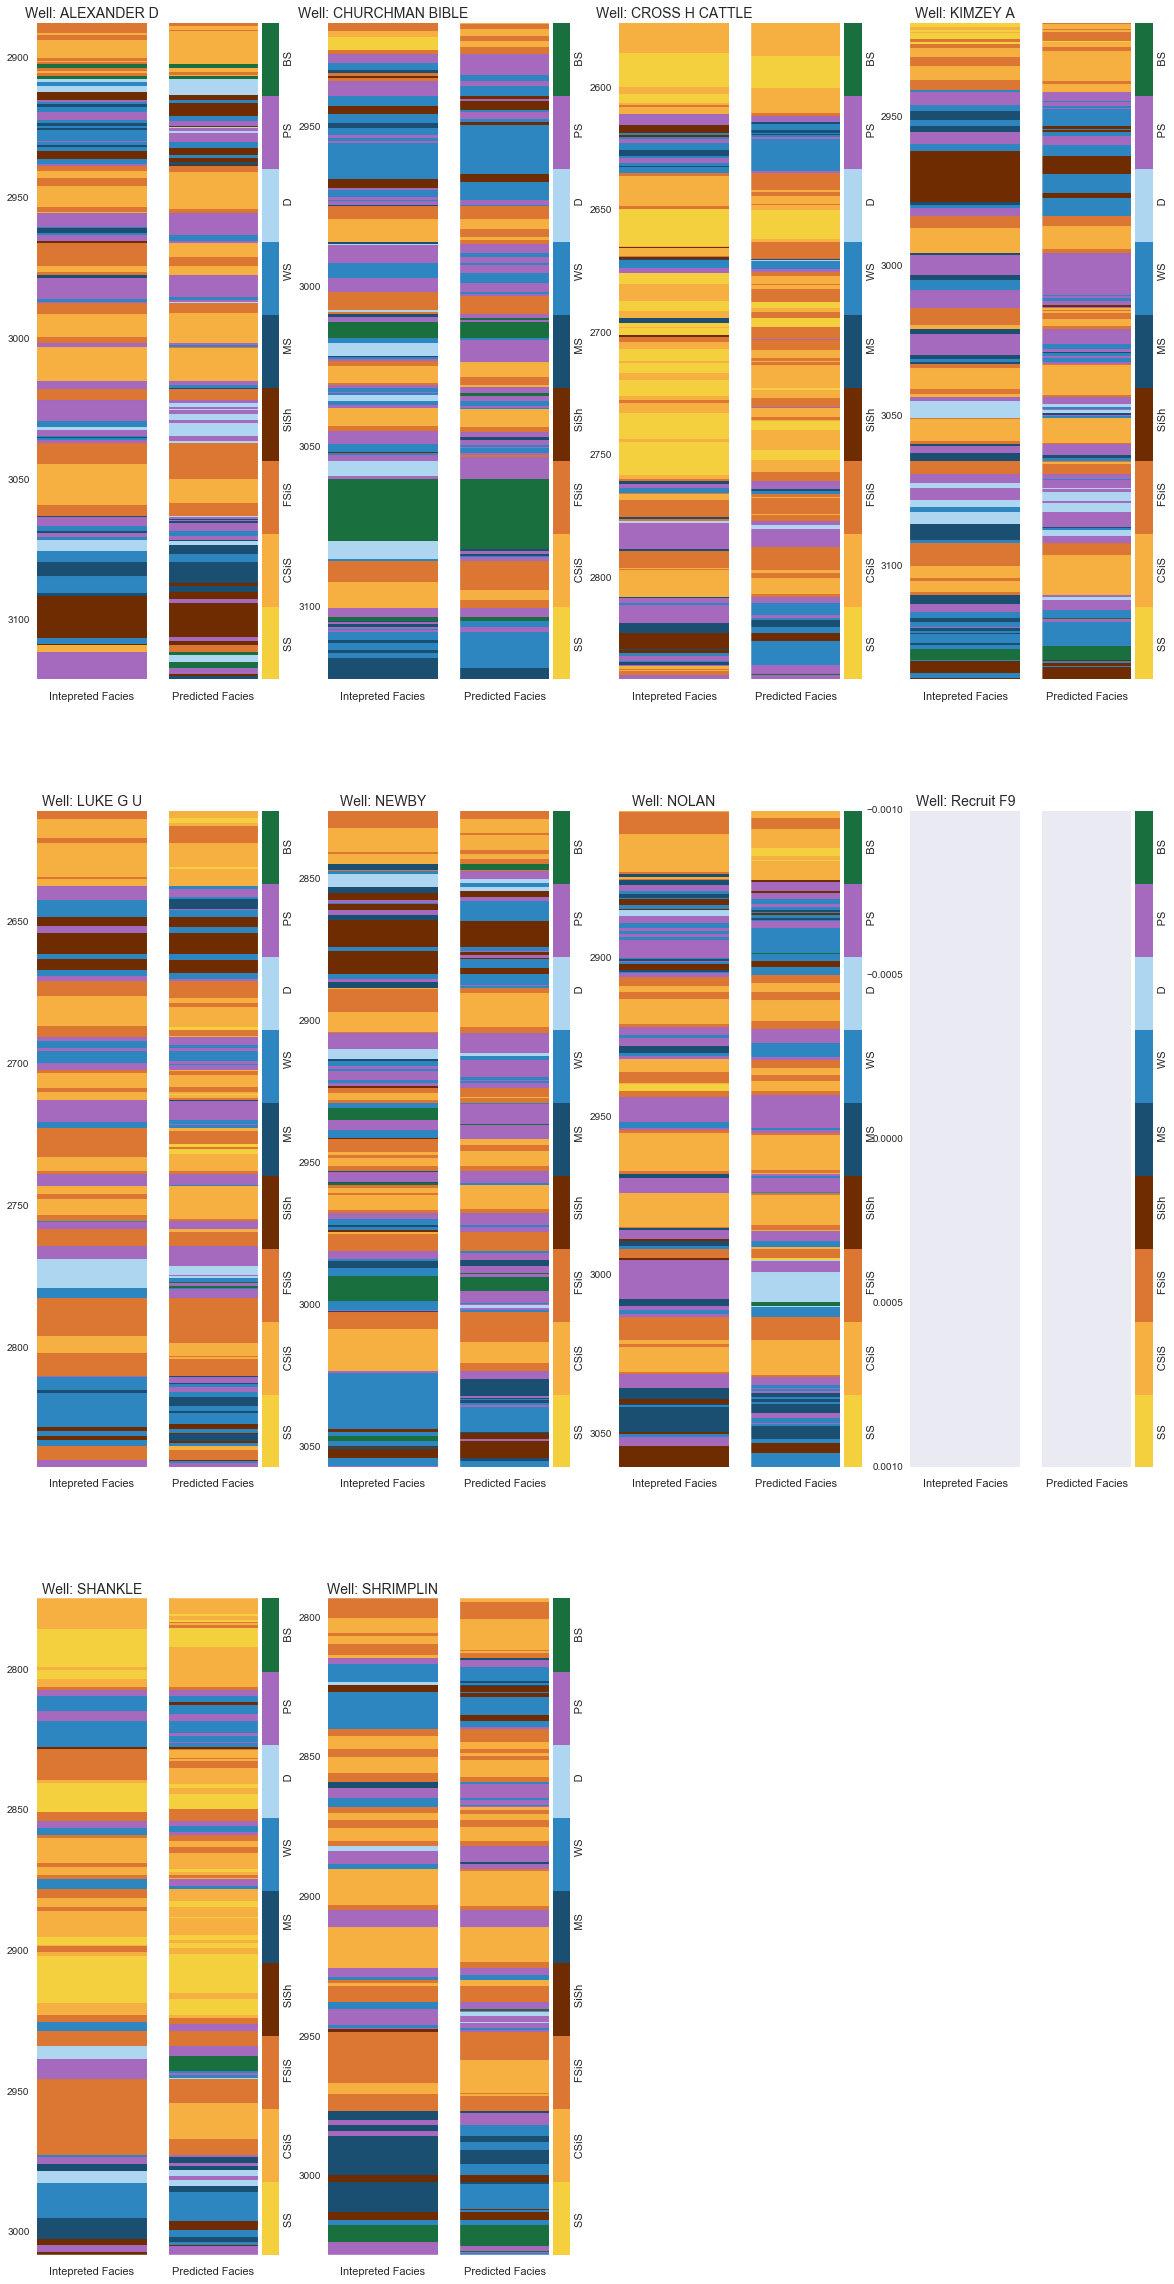 Well: ALEXANDER D
2900
2950
3000
3050
3100
BS
PS
D
WS
MS
SiSh
FSiS
CSiS
SS
Intepreted Facies
Predicted Facies
Well: CHURCHMAN BIBLE
2950
3000
3050
3100
BS
PS
D
WS
MS
SiSh
FSiS
CSiS
SS
Intepreted Facies
Predicted Facies
Well: CROSS H CATTLE
2600
2650
2700
2750
2800
BS
PS
D
WS
MS
SiSh
FSiS
CSiS
SS
Intepreted Facies
Predicted Facies
Well: KIMZEY A
2950
3000
3050
3100
BS
PS
D
WS
MS
SiSh
FSiS
CSiS
SS
Intepreted Facies
Predicted Facies
Well: LUKE G U
2650
2700
2750
2800
BS
PS
D
WS
MS
SiSh
FSiS
CSiS
SS
Intepreted Facies
Predicted Facies
Well: NEWBY
2850
2900
2950
3000
3050
BS
PS
D
WS
MS
SiSh
FSiS
CSiS
SS
Intepreted Facies
Predicted Facies
Well: NOLAN
2900
2950
3000
3050
BS
PS
D
WS
MS
SiSh
FSiS
CSiS
SS
Intepreted Facies
Predicted Facies
Well: Recruit F9
−0.0010
−0.0005
0.0000
0.0005
0.0010
BS
PS
D
WS
MS
SiSh
FSiS
CSiS
SS
Intepreted Facies
Predicted Facies
Well: SHANKLE
2800
2850
2900
2950
3000
BS
PS
D
WS
MS
SiSh
FSiS
CSiS
SS
Intepreted Facies
Predicted Facies
Well: SHRIMPLIN
2800
2850
2900
2950
3000
BS
PS
D
WS
MS
SiSh
FSiS
CSiS
SS
Intepreted Facies
Predicted Facies